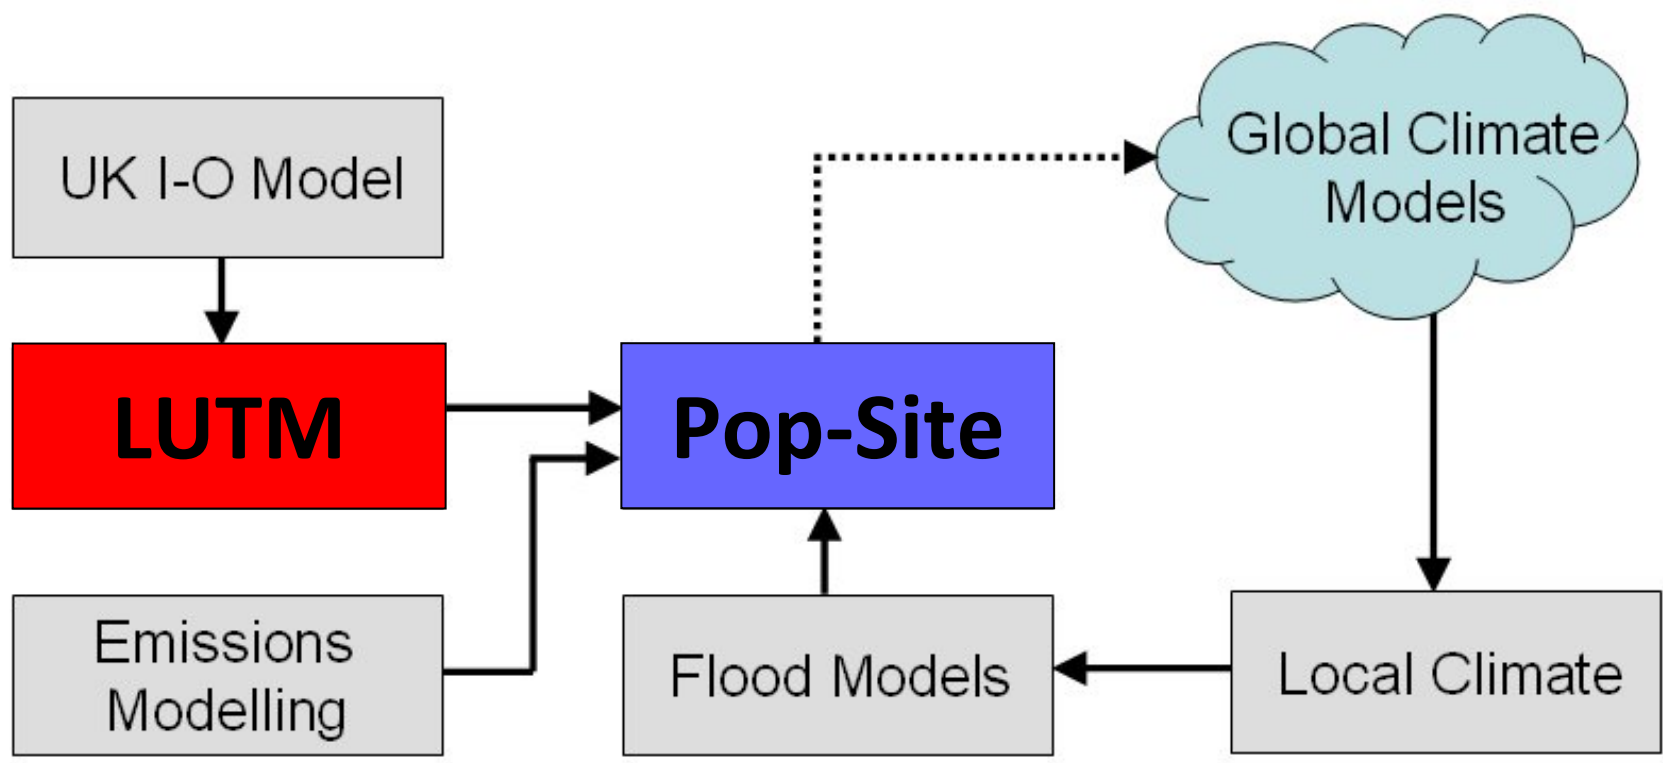 UK I-O Model
Global Climate
Models
LUTM
Pop-Site
Emissions
Modelling
Flood Models
Local Climate